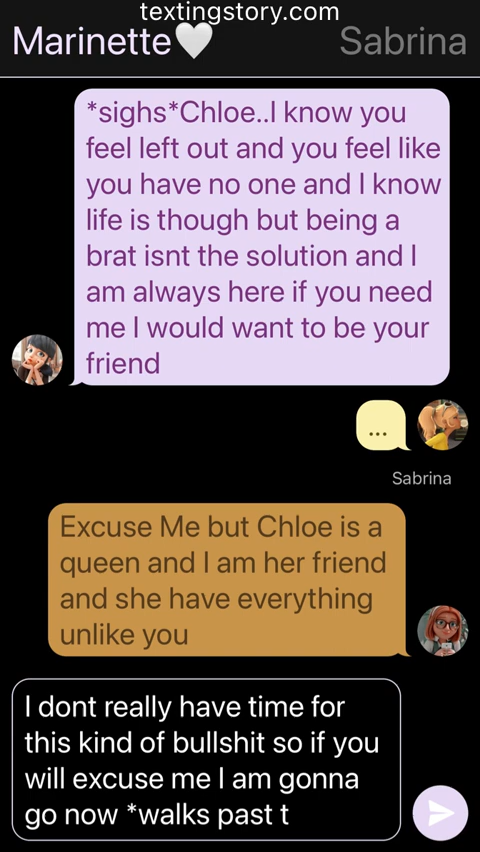 textingstory.com
Marinette🤍 Sabrina
*sighs*Chloe..I know you
feel left out and you feel like
you have no one and I know
life is though but being a
brat isnt the solution and I
am always here if you need
me I would want to be your
friend
...
Sabrina
Excuse Me but Chloe is a
queen and I am her friend
and she have everything
unlike you
I dont really have time for
this kind of bullshit so if you
will excuse me I am gonna
go now *walks past t